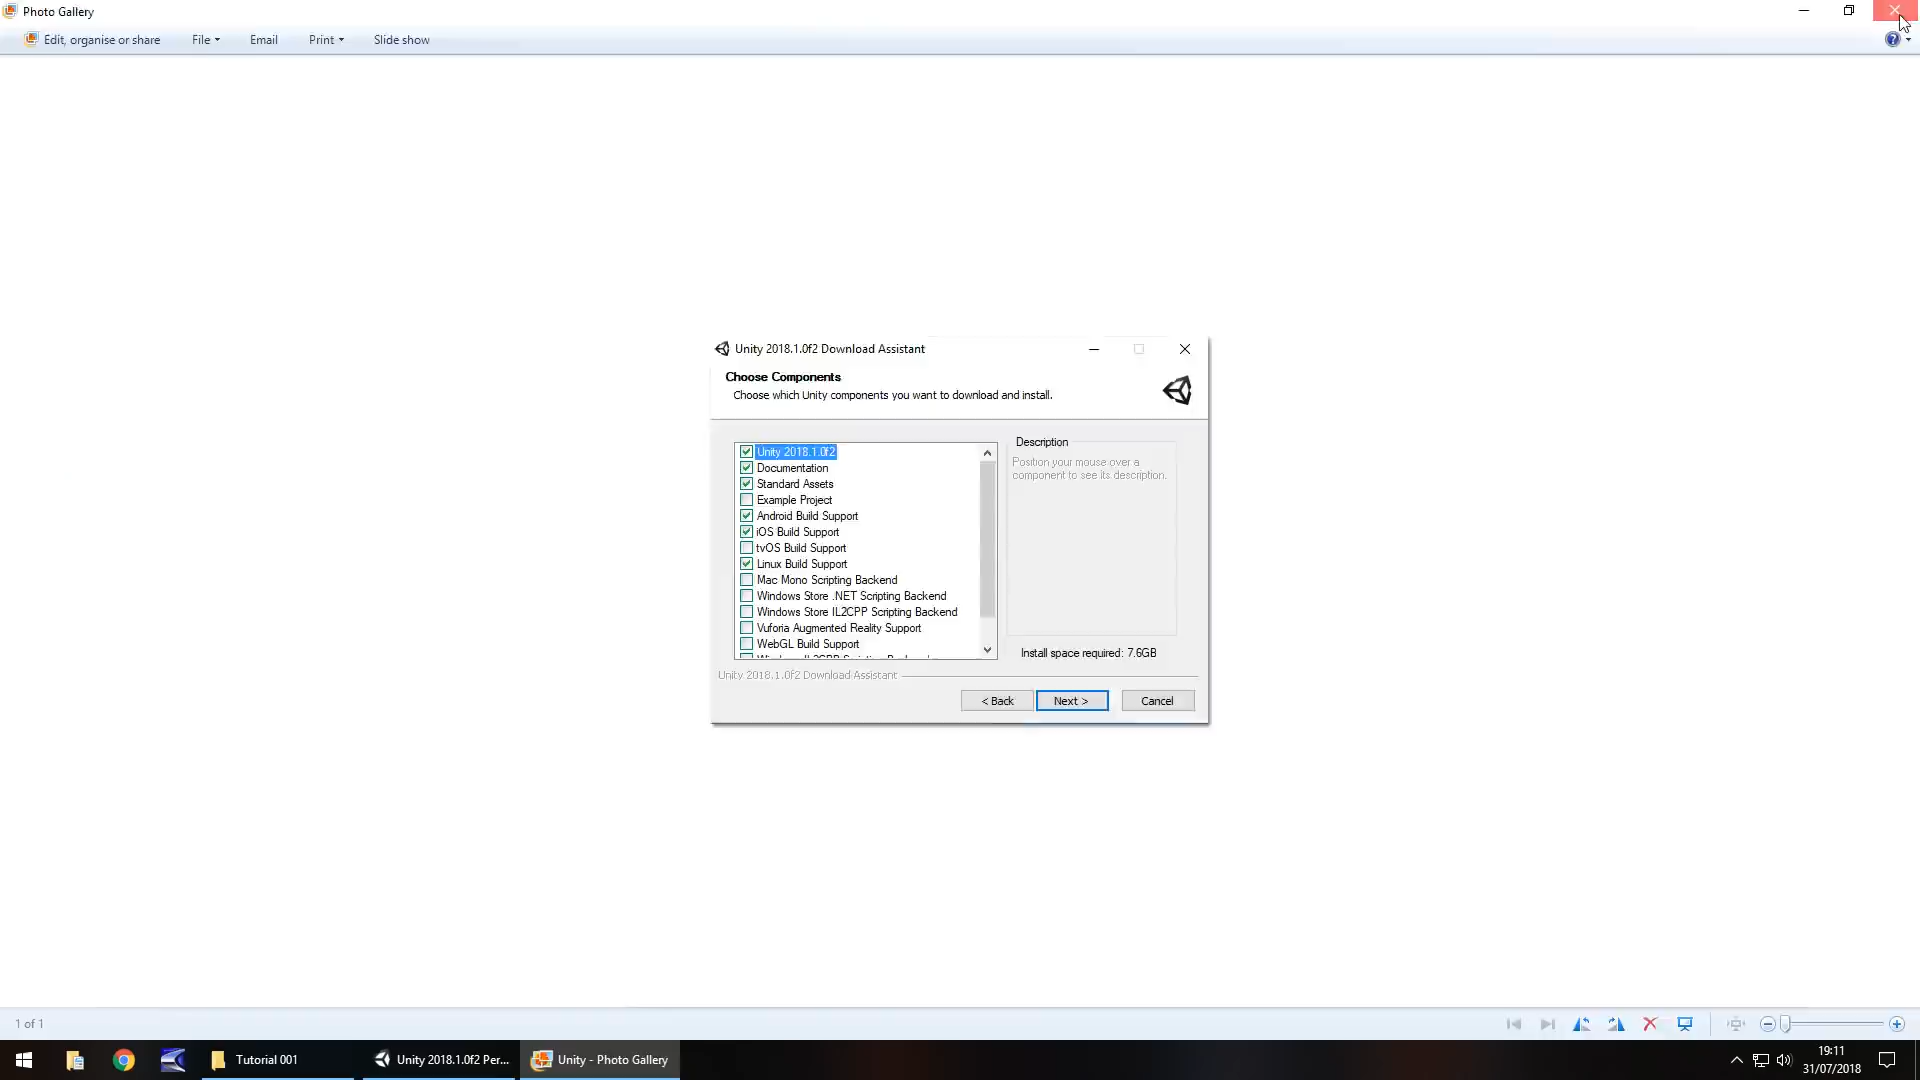 Photo Gallery
Edit, organise or share File Email Print Slide show
Unity 2018.1.0f2 Download Assistant
Choose Components
Choose which Unity components you want to download and install.
Unity 2018.1.0f2
Documentation
Standard Assets
Example Project
Android Build Support
iOS Build Support
tvOS Build Support
Linux Build Support
Mac Mono Scripting Backend
Windows Store .NET Scripting Backend
Windows Store IL2CPP Scripting Backend
Vuforia Augmented Reality Support
WebGL Build Support
Description
Position your mouse over a
component to see its description.
Install space required: 7.6GB
Unity 2018.1.0f2 Download Assistant
< Back Next > Cancel
1 of 1
Tutorial 001 Unity 2018.1.0f2 Per... Unity - Photo Gallery
19:11
31/07/2018